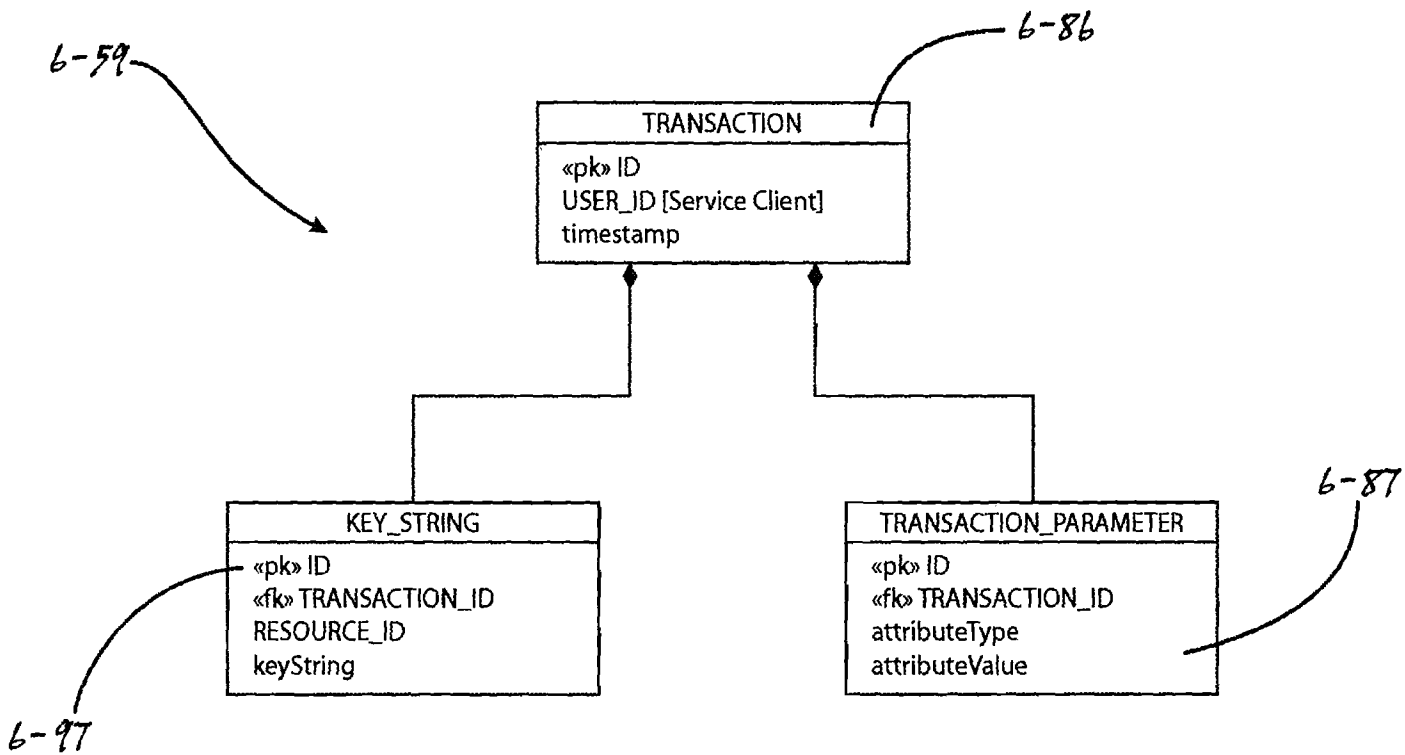 6-59
6-86
TRANSACTION
«pk» ID
USER_ID [Service Client]
timestamp
KEY_STRING
«pk» ID
«fk» TRANSACTION_ID
RESOURCE_ID
keyString
6-97
TRANSACTION_PARAMETER
«pk» ID
«fk» TRANSACTION_ID
attributeType
attributeValue
6-87